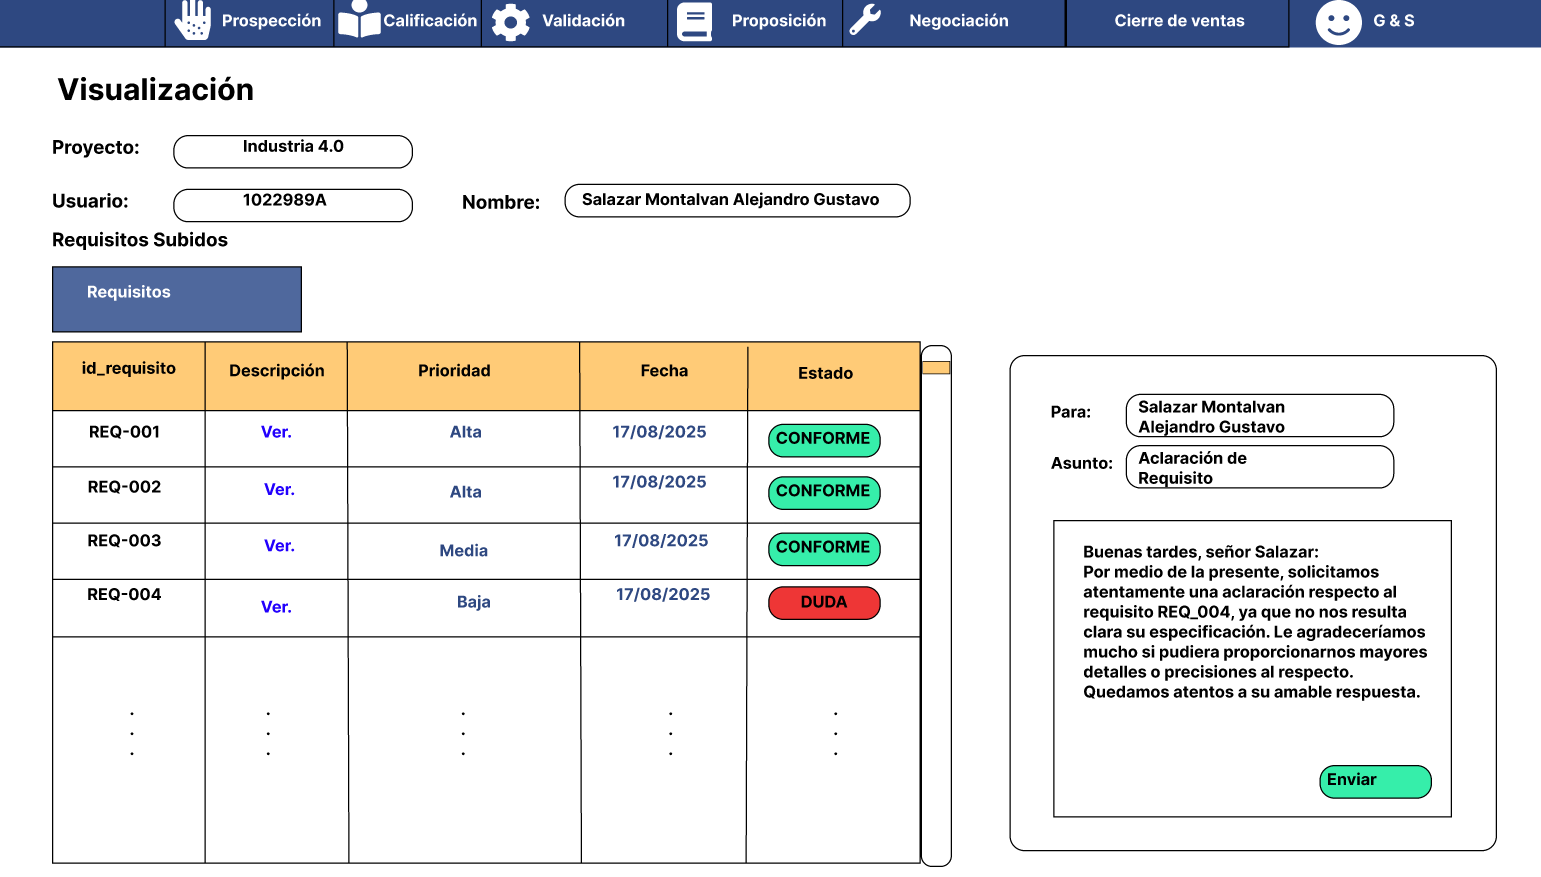 Prospección Calificación Validación Proposición Negociación Cierre de ventas G & S
Visualización
Proyecto: Industria 4.0
Usuario: 1022989A Nombre: Salazar Montalvan Alejandro Gustavo
Requisitos Subidos
Requisitos
id_requisito Descripción Prioridad Fecha Estado
REQ-001 Ver. Alta 17/08/2025 CONFORME
REQ-002 Ver. Alta 17/08/2025 CONFORME
REQ-003 Ver. Media 17/08/2025 CONFORME
REQ-004 Ver. Baja 17/08/2025 DUDA
. . . . .
. . . . .
. . . . .
Para: Salazar Montalvan
Alejandro Gustavo
Asunto: Aclaración de
Requisito
Buenas tardes, señor Salazar:
Por medio de la presente, solicitamos
atentamente una aclaración respecto al
requisito REQ_004, ya que no nos resulta
clara su especificación. Le agradeceríamos
mucho si pudiera proporcionarnos mayores
detalles o precisiones al respecto.
Quedamos atentos a su amable respuesta.
Enviar